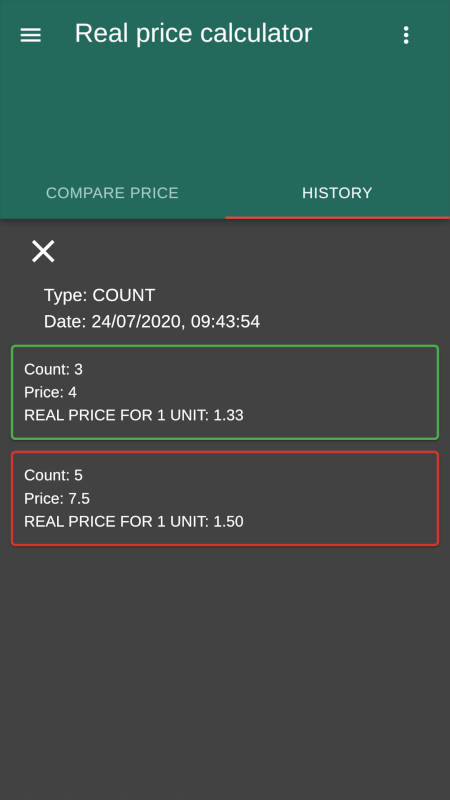 Real price calculator
COMPARE PRICE
HISTORY
Type: COUNT
Date: 24/07/2020, 09:43:54
Count: 3
Price: 4
REAL PRICE FOR 1 UNIT: 1.33
Count: 5
Price: 7.5
REAL PRICE FOR 1 UNIT: 1.50